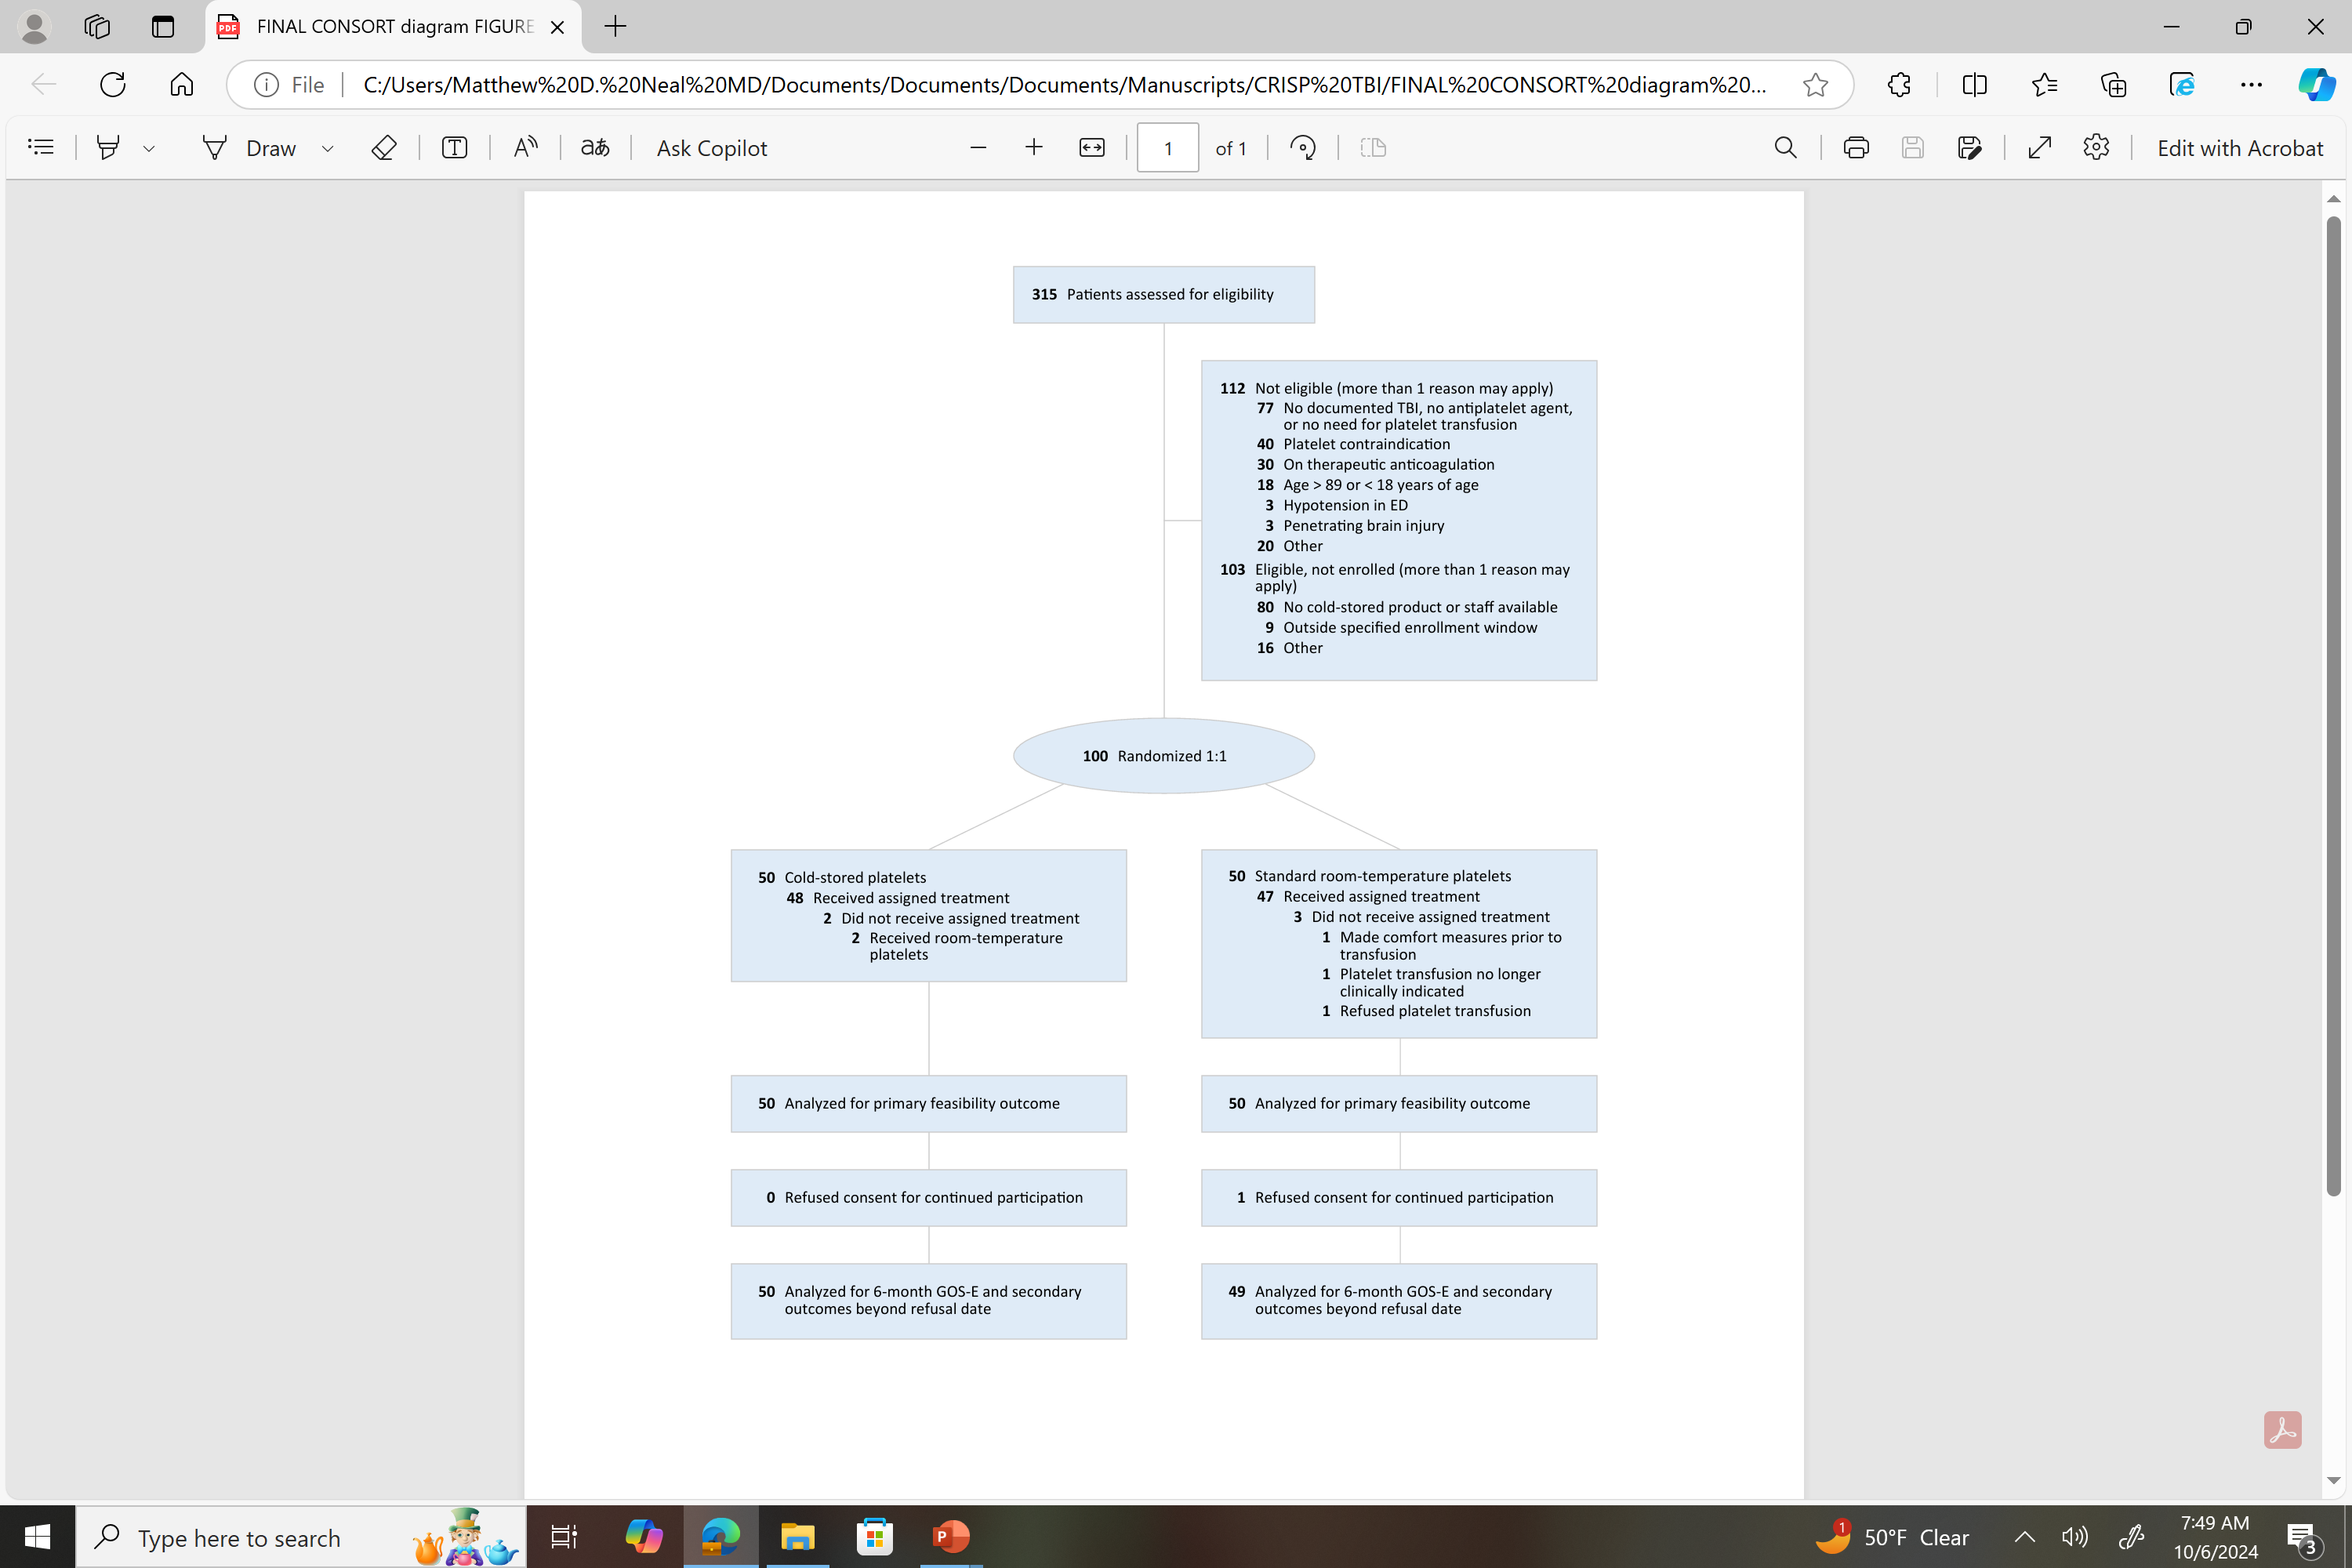 FINAL CONSORT diagram FIGURE
File
C:/Users/Matthew%20D.%20Neal%20MD/Documents/Documents/Documents/Manuscripts/CRISP%20TBI/FINAL%20CONSORT%20diagram%20...
Draw
aあ
Ask Copilot
1 of 1
Edit with Acrobat
315 Patients assessed for eligibility
112 Not eligible (more than 1 reason may apply)
77 No documented TBI, no antiplatelet agent,
or no need for platelet transfusion
40 Platelet contraindication
30 On therapeutic anticoagulation
18 Age > 89 or < 18 years of age
3 Hypotension in ED
3 Penetrating brain injury
20 Other
103 Eligible, not enrolled (more than 1 reason may
apply)
80 No cold-stored product or staff available
9 Outside specified enrollment window
16 Other
100 Randomized 1:1
50 Cold-stored platelets
48 Received assigned treatment
2 Did not receive assigned treatment
2 Received room-temperature
platelets
50 Standard room-temperature platelets
47 Received assigned treatment
3 Did not receive assigned treatment
1 Made comfort measures prior to
transfusion
1 Platelet transfusion no longer
clinically indicated
1 Refused platelet transfusion
50 Analyzed for primary feasibility outcome
50 Analyzed for primary feasibility outcome
0 Refused consent for continued participation
1 Refused consent for continued participation
50 Analyzed for 6-month GOS-E and secondary
outcomes beyond refusal date
49 Analyzed for 6-month GOS-E and secondary
outcomes beyond refusal date
Type here to search
1
50°F Clear
7:49 AM
10/6/2024
3